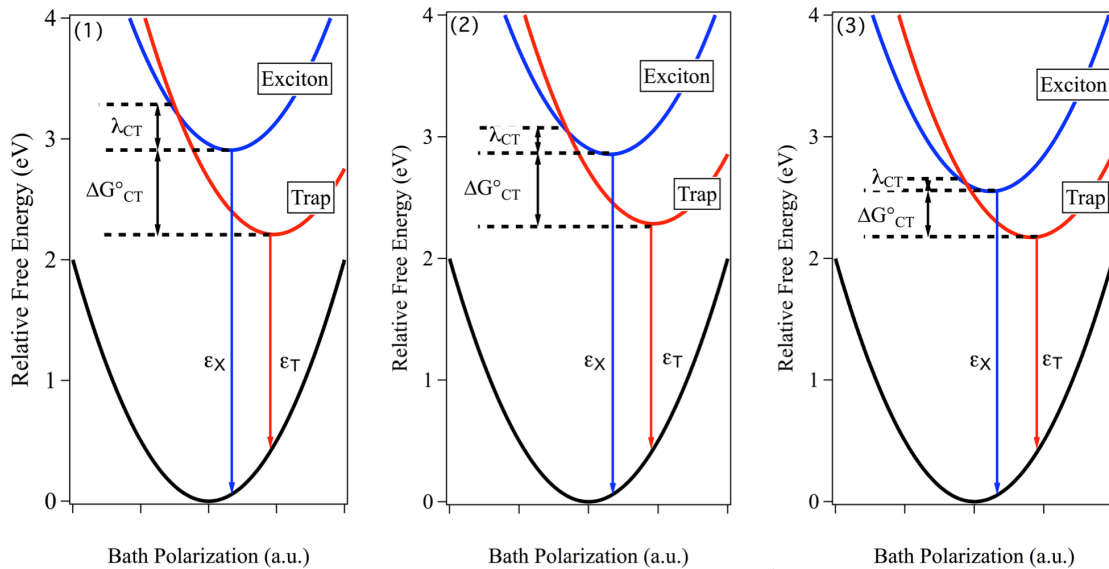 (1)
Relative Free Energy (eV)
4
3
2
1
0
Exciton
λCT
ΔG°CT
Trap
εX
εT
Bath Polarization (a.u.)
(2)
Relative Free Energy (eV)
4
3
2
1
0
Exciton
λCT
ΔG°CT
Trap
εX
εT
Bath Polarization (a.u.)
(3)
Relative Free Energy (eV)
4
3
2
1
0
Exciton
λCT
ΔG°CT
Trap
εX
εT
Bath Polarization (a.u.)